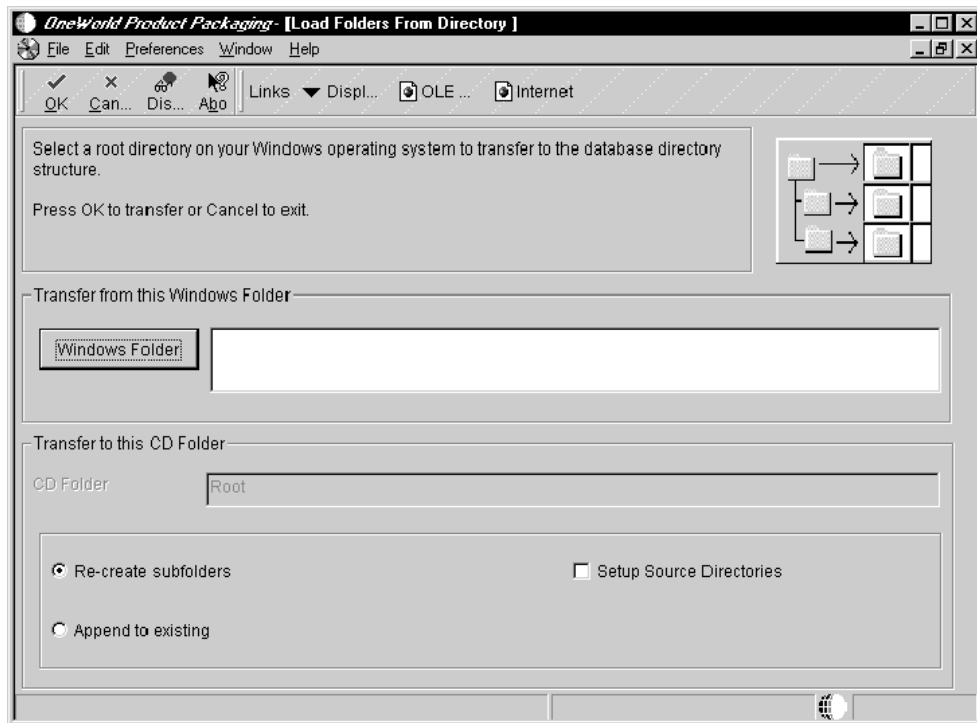 OneWorld Product Packaging - [Load Folders From Directory ]
File Edit Preferences Window Help
OK Can... Dis... Abo Links Displ... OLE ... Internet
Select a root directory on your Windows operating system to transfer to the database directory
structure.
Press OK to transfer or Cancel to exit.
Transfer from this Windows Folder
Windows Folder
Transfer to this CD Folder
CD Folder Root
Re-create subfolders Setup Source Directories
Append to existing